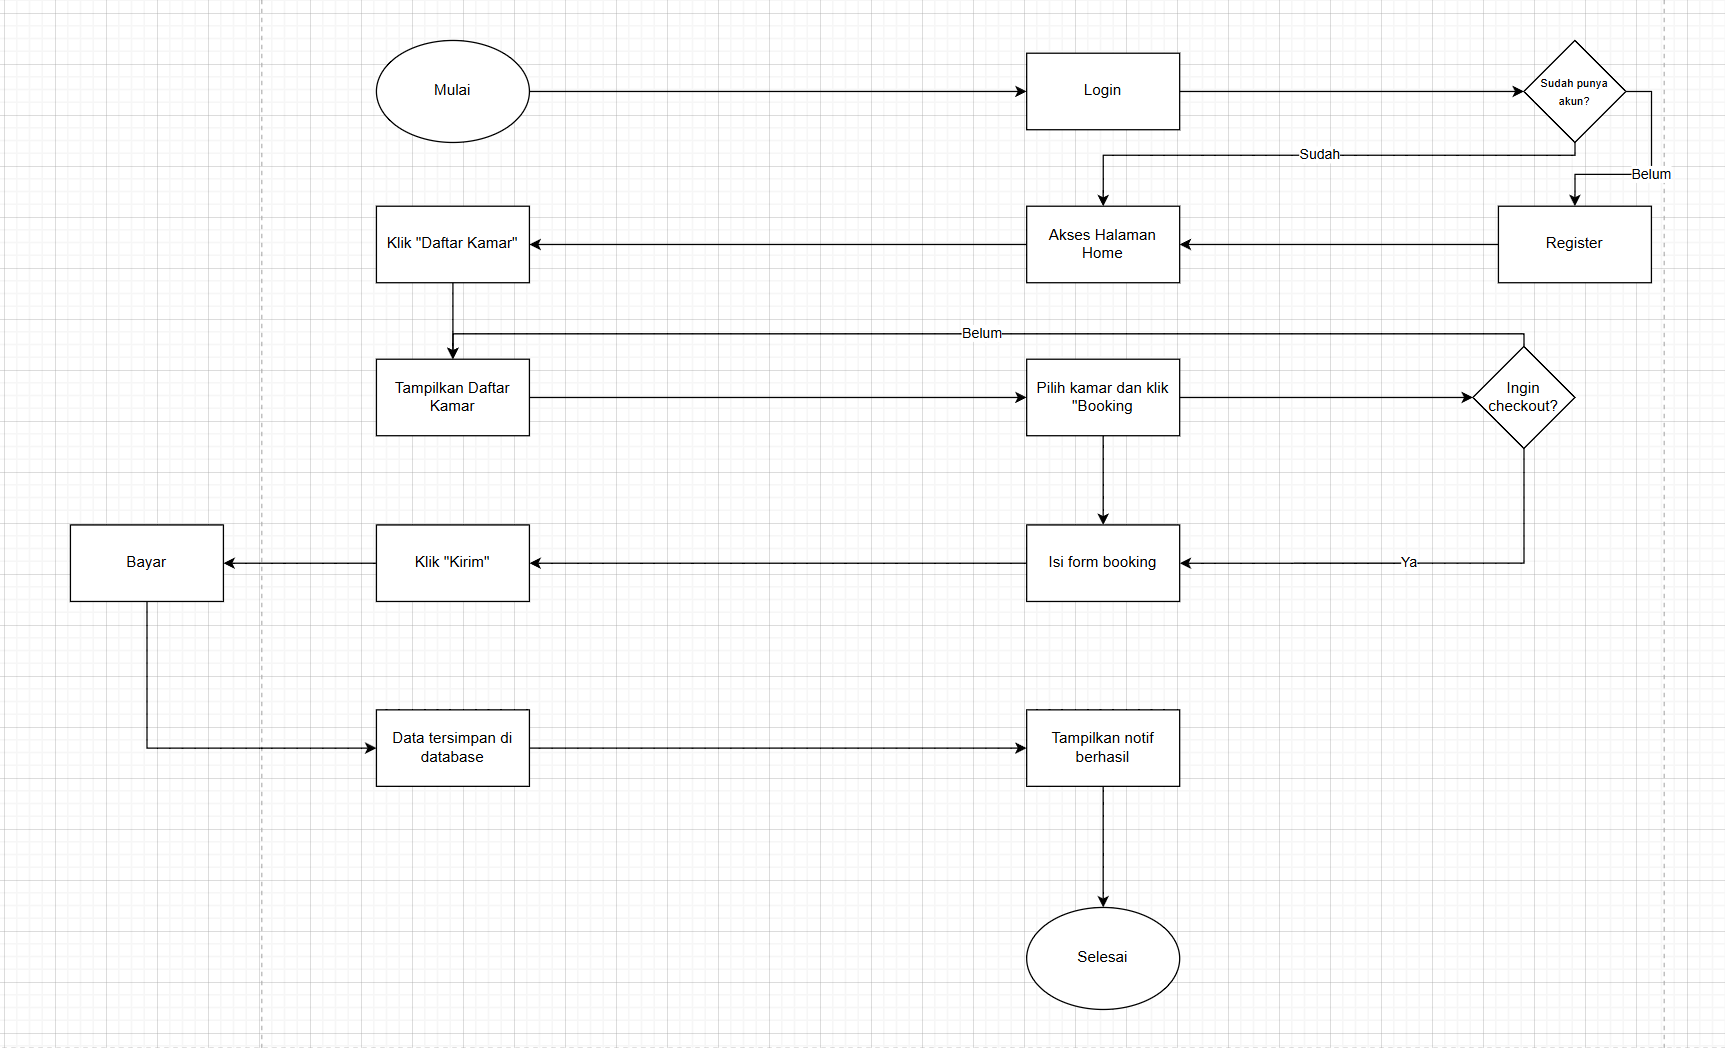 Mulai
Login
Sudah punya
akun?
Sudah
Belum
Klik "Daftar Kamar"
Akses Halaman
Home
Register
Belum
Tampilkan Daftar
Kamar
Pilih kamar dan klik
"Booking
Ingin
checkout?
Bayar
Klik "Kirim"
Isi form booking
Ya
Data tersimpan di
database
Tampilkan notif
berhasil
Selesai